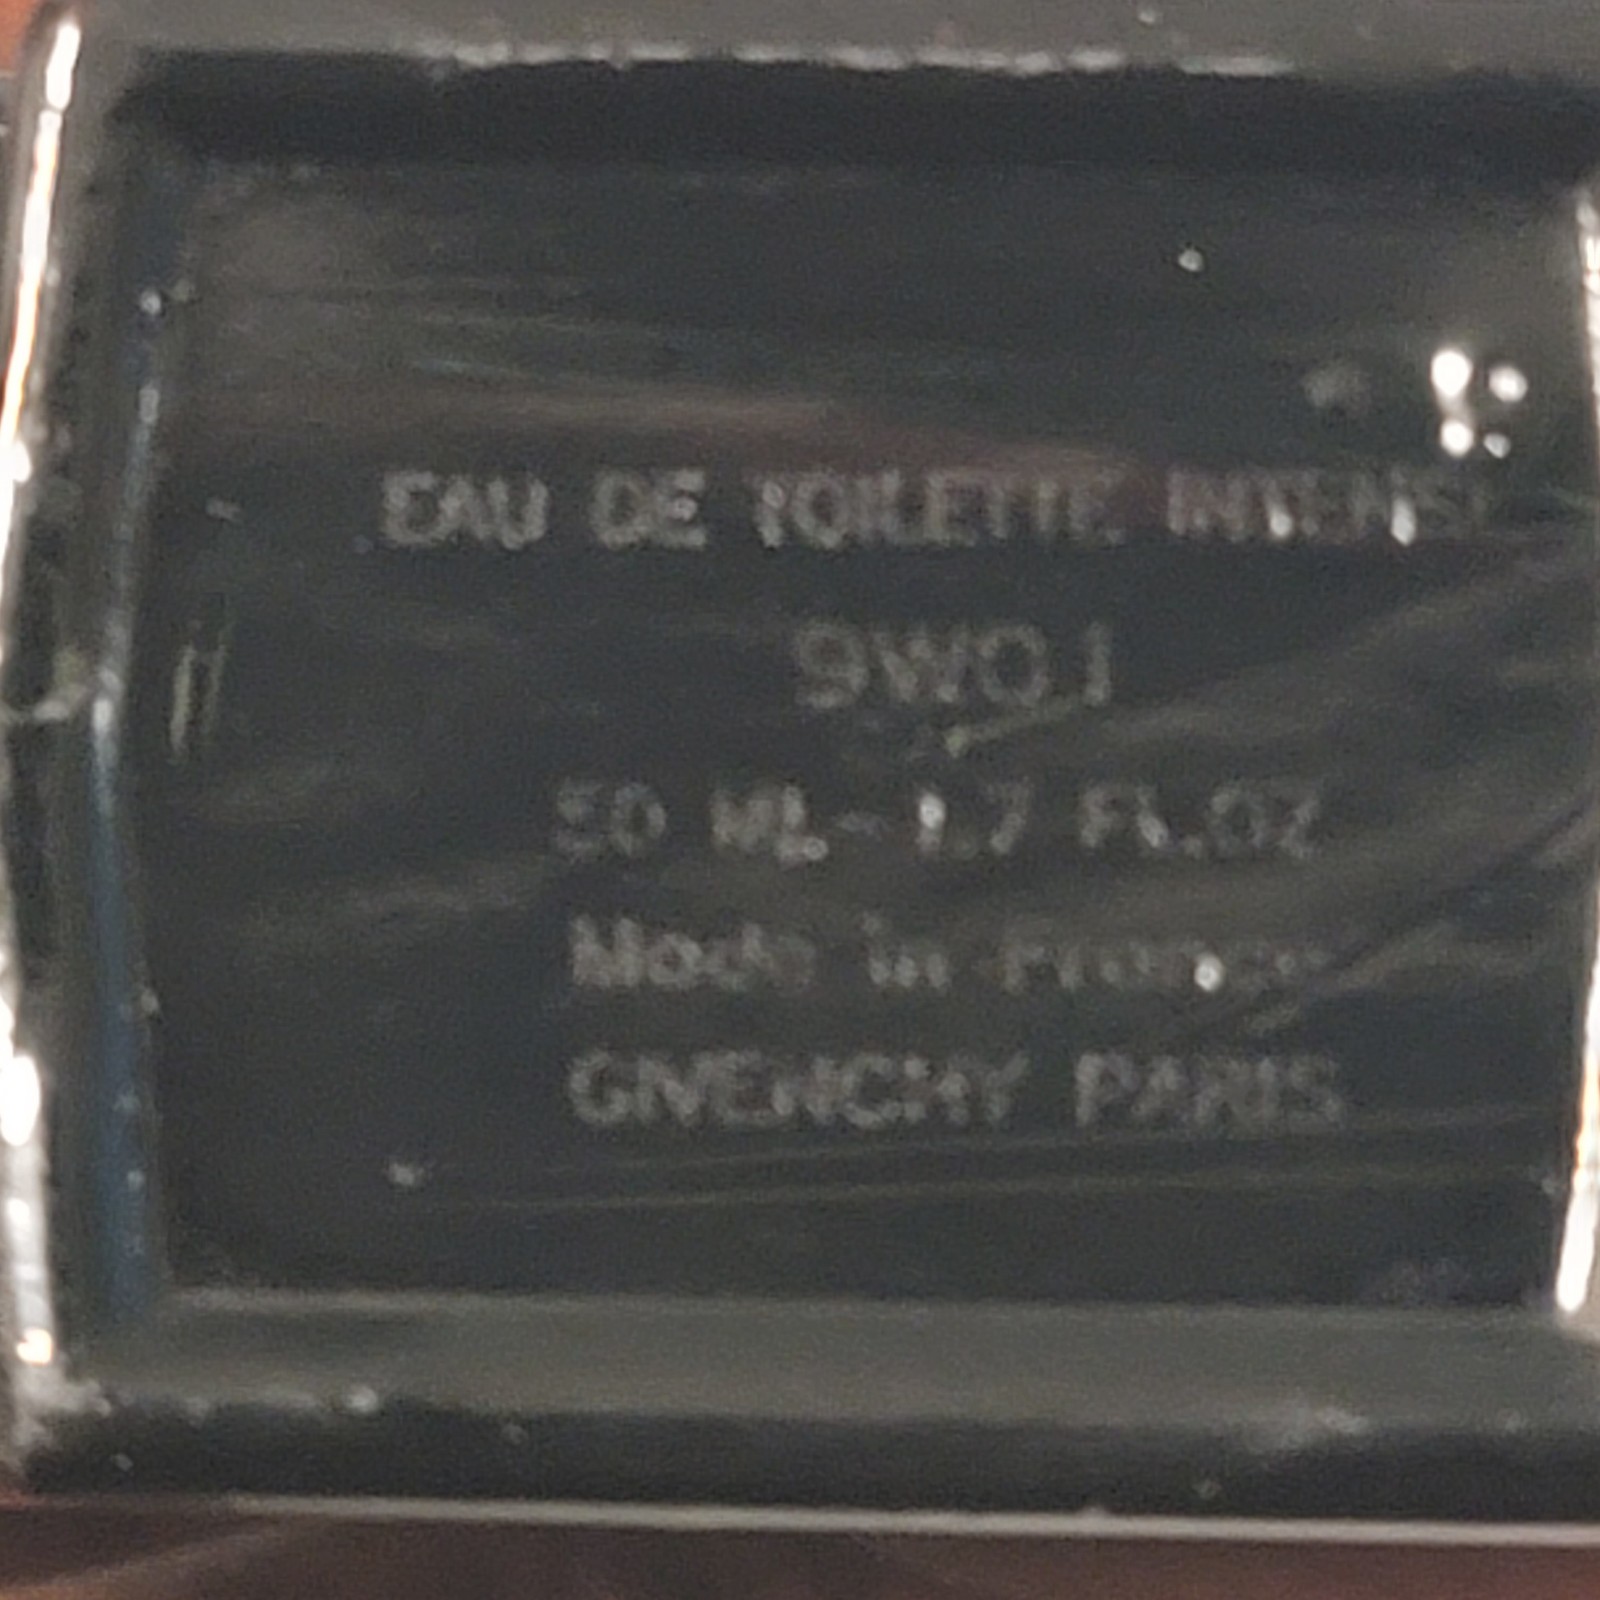 EAU DE TOILETTE INTENSE
9W01
50 ML-1.7 FL.OZ
Made in France
GIVENCHY PARIS